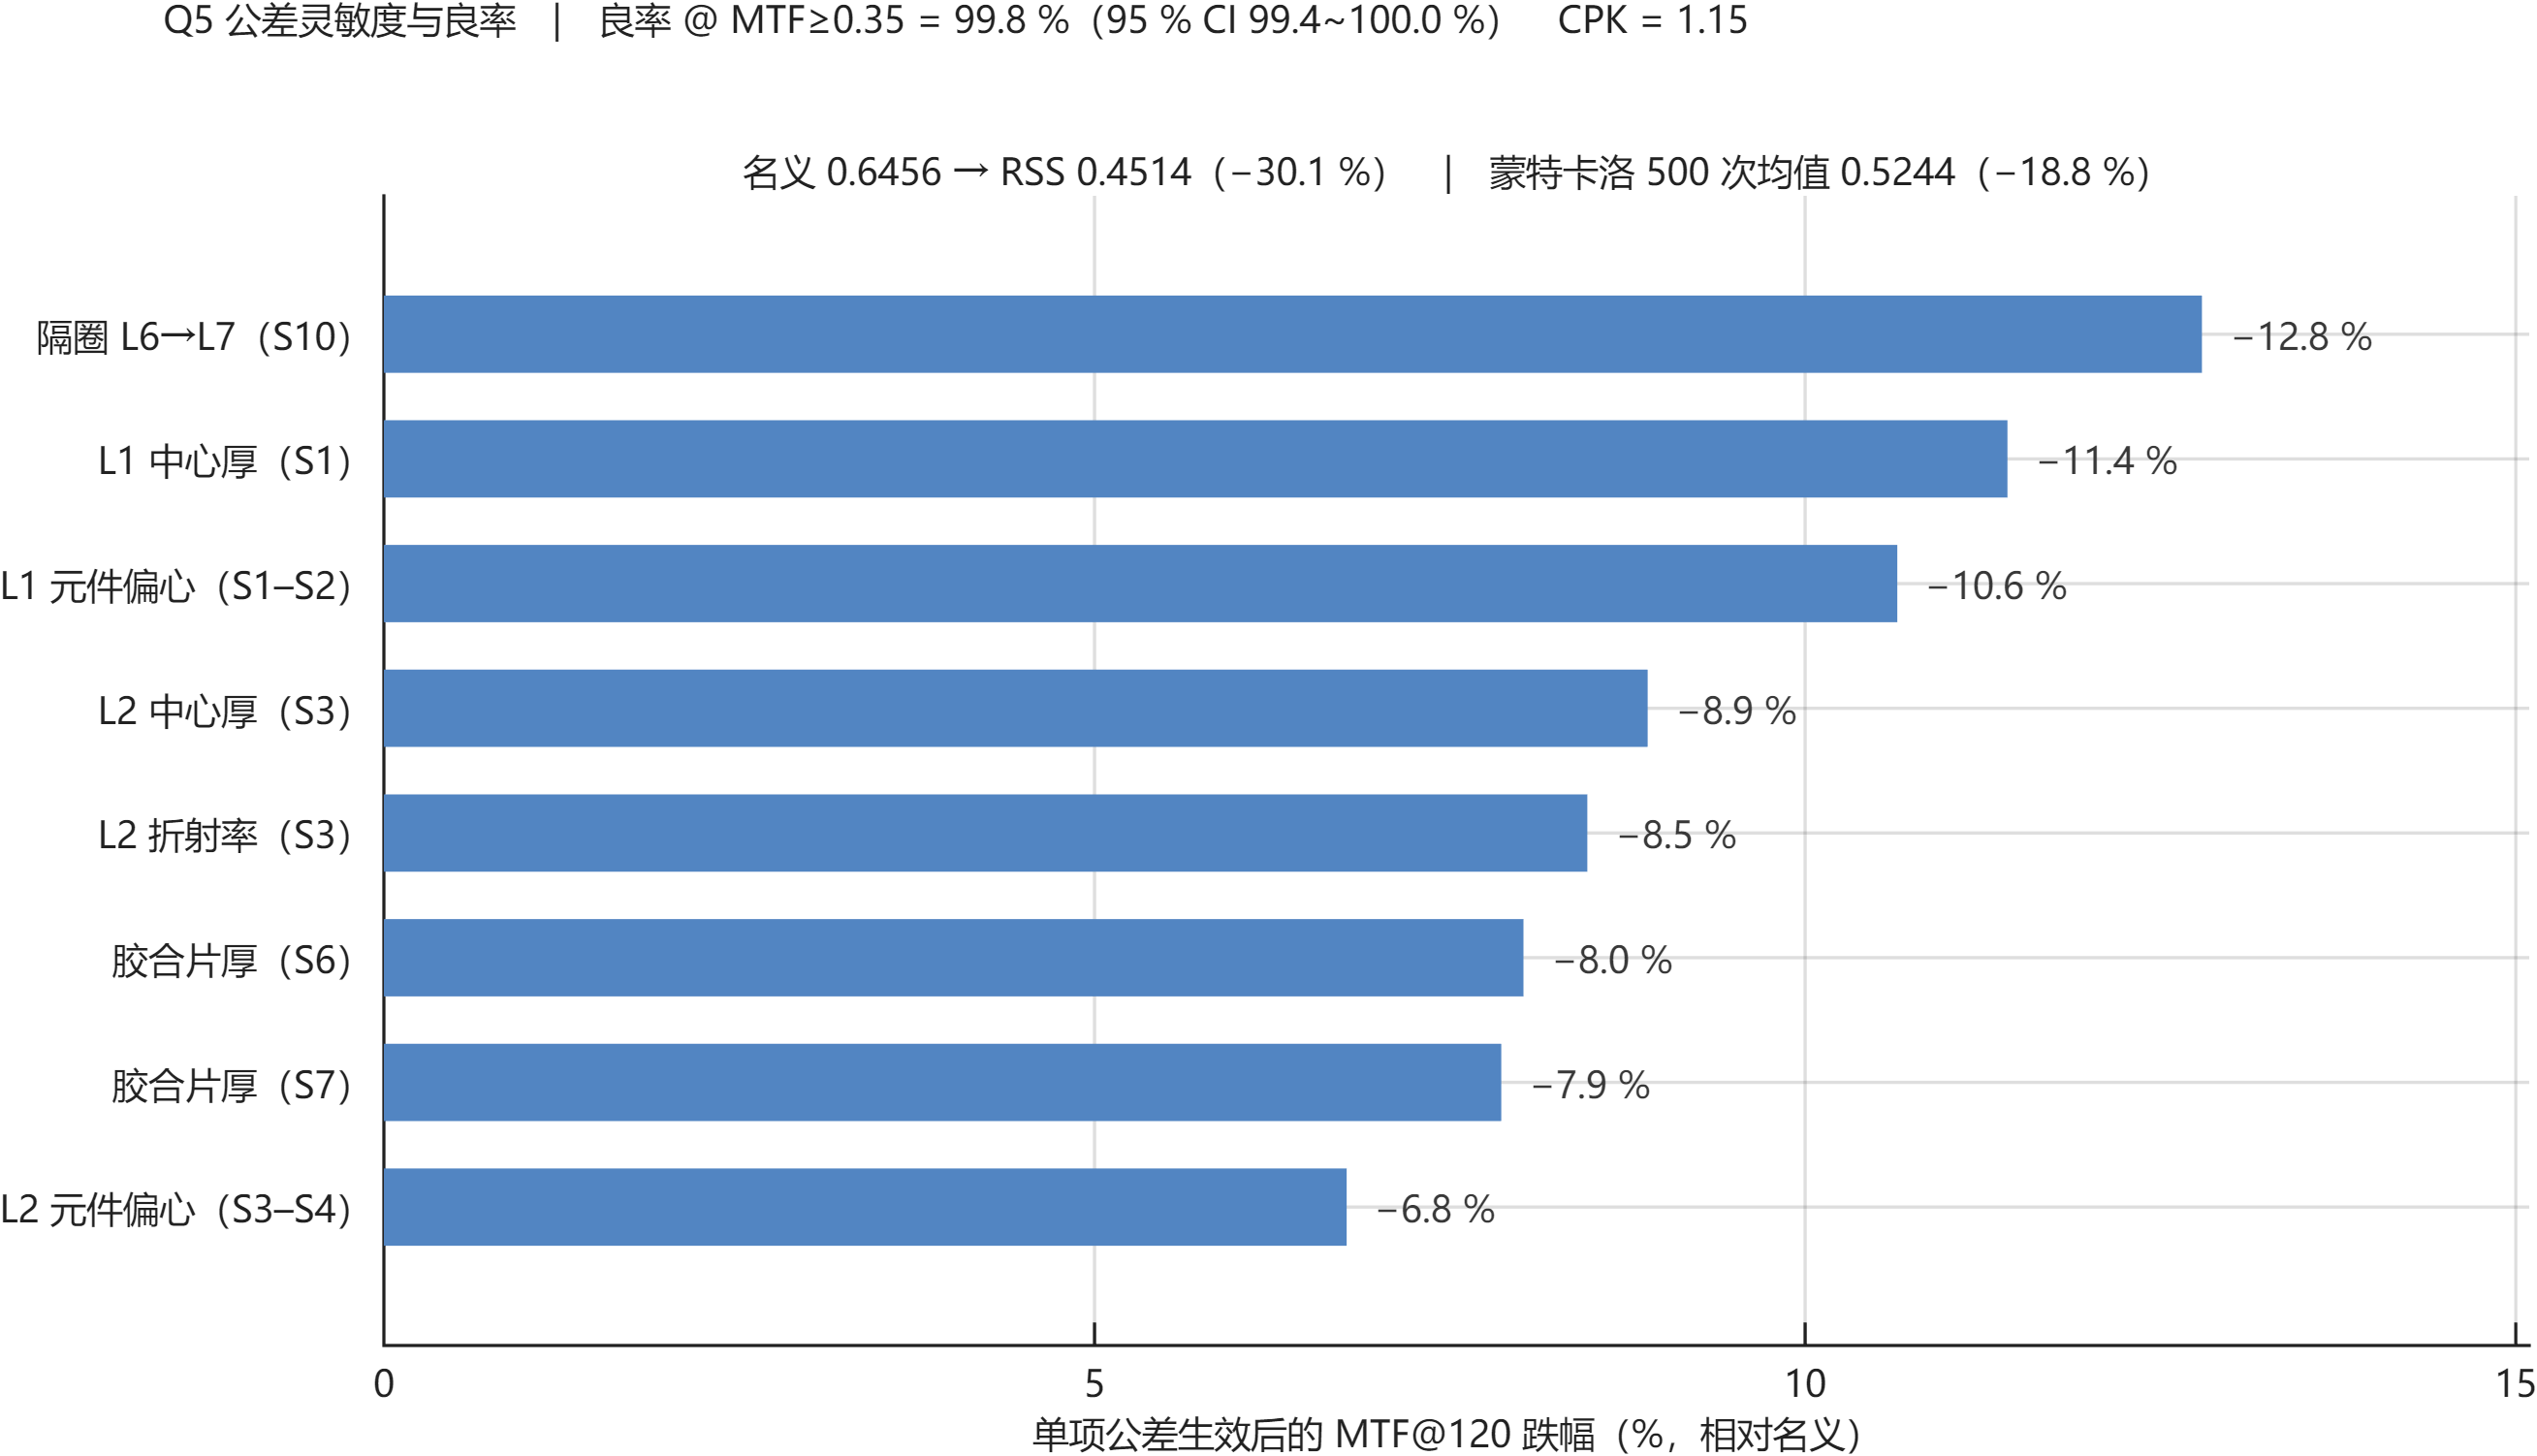 Q5 公差灵敏度与良率 | 良率 @ MTF≥0.35 = 99.8 %（95 % CI 99.4~100.0 %） CPK = 1.15
名义 0.6456 → RSS 0.4514（−30.1 %） | 蒙特卡洛 500 次均值 0.5244（−18.8 %）
隔圈 L6→L7（S10） −12.8 %
L1 中心厚（S1） −11.4 %
L1 元件偏心（S1–S2） −10.6 %
L2 中心厚（S3） −8.9 %
L2 折射率（S3） −8.5 %
胶合片厚（S6） −8.0 %
胶合片厚（S7） −7.9 %
L2 元件偏心（S3–S4） −6.8 %
0 5 10 15
单项公差生效后的 MTF@120 跌幅（%，相对名义）